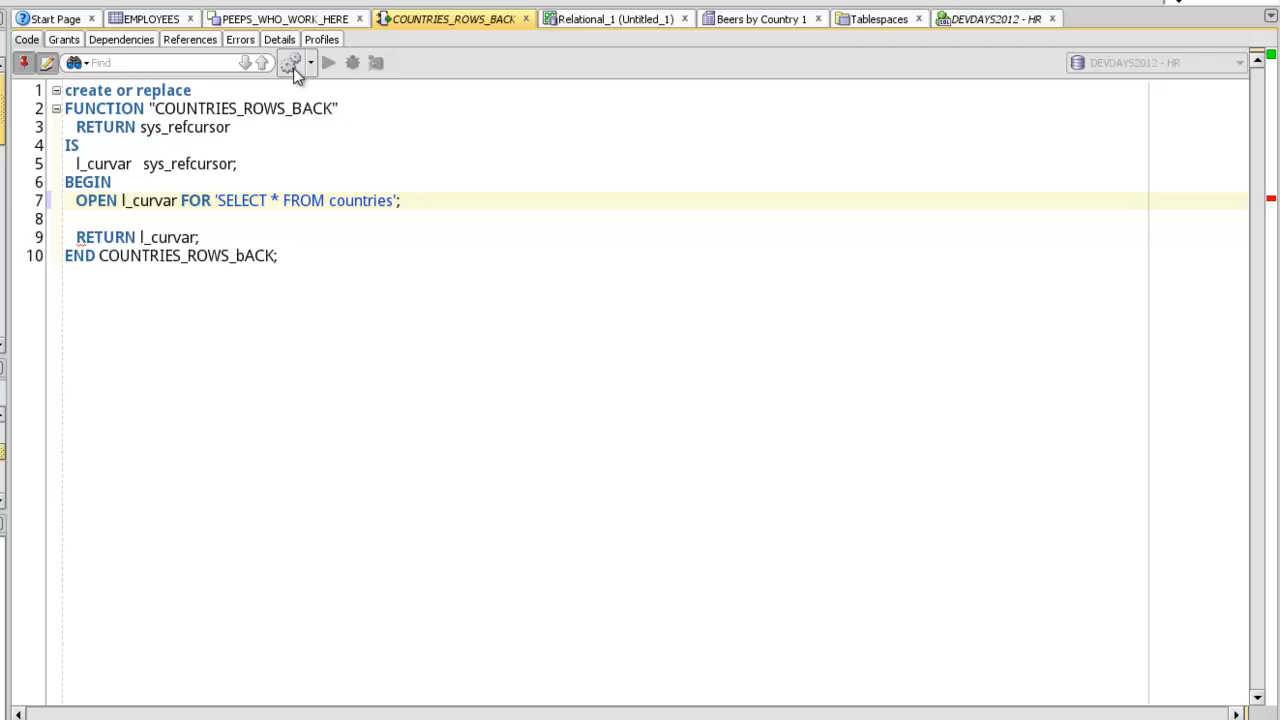 Start Page EMPLOYEES PEEPS_WHO_WORK_HERE COUNTRIES_ROWS_BACK Relational_1 (Untitled_1) Beers by Country 1 Tablespaces DEVDAYS2012 - HR
Code Grants Dependencies References Errors Details Profiles
Find DEVDAYS2012 - HR
1 create or replace
2 FUNCTION "COUNTRIES_ROWS_BACK"
3 RETURN sys_refcursor
4 IS
5 l_curvar sys_refcursor;
6 BEGIN
7 OPEN l_curvar FOR 'SELECT * FROM countries';
8
9 RETURN l_curvar;
10 END COUNTRIES_ROWS_bACK;